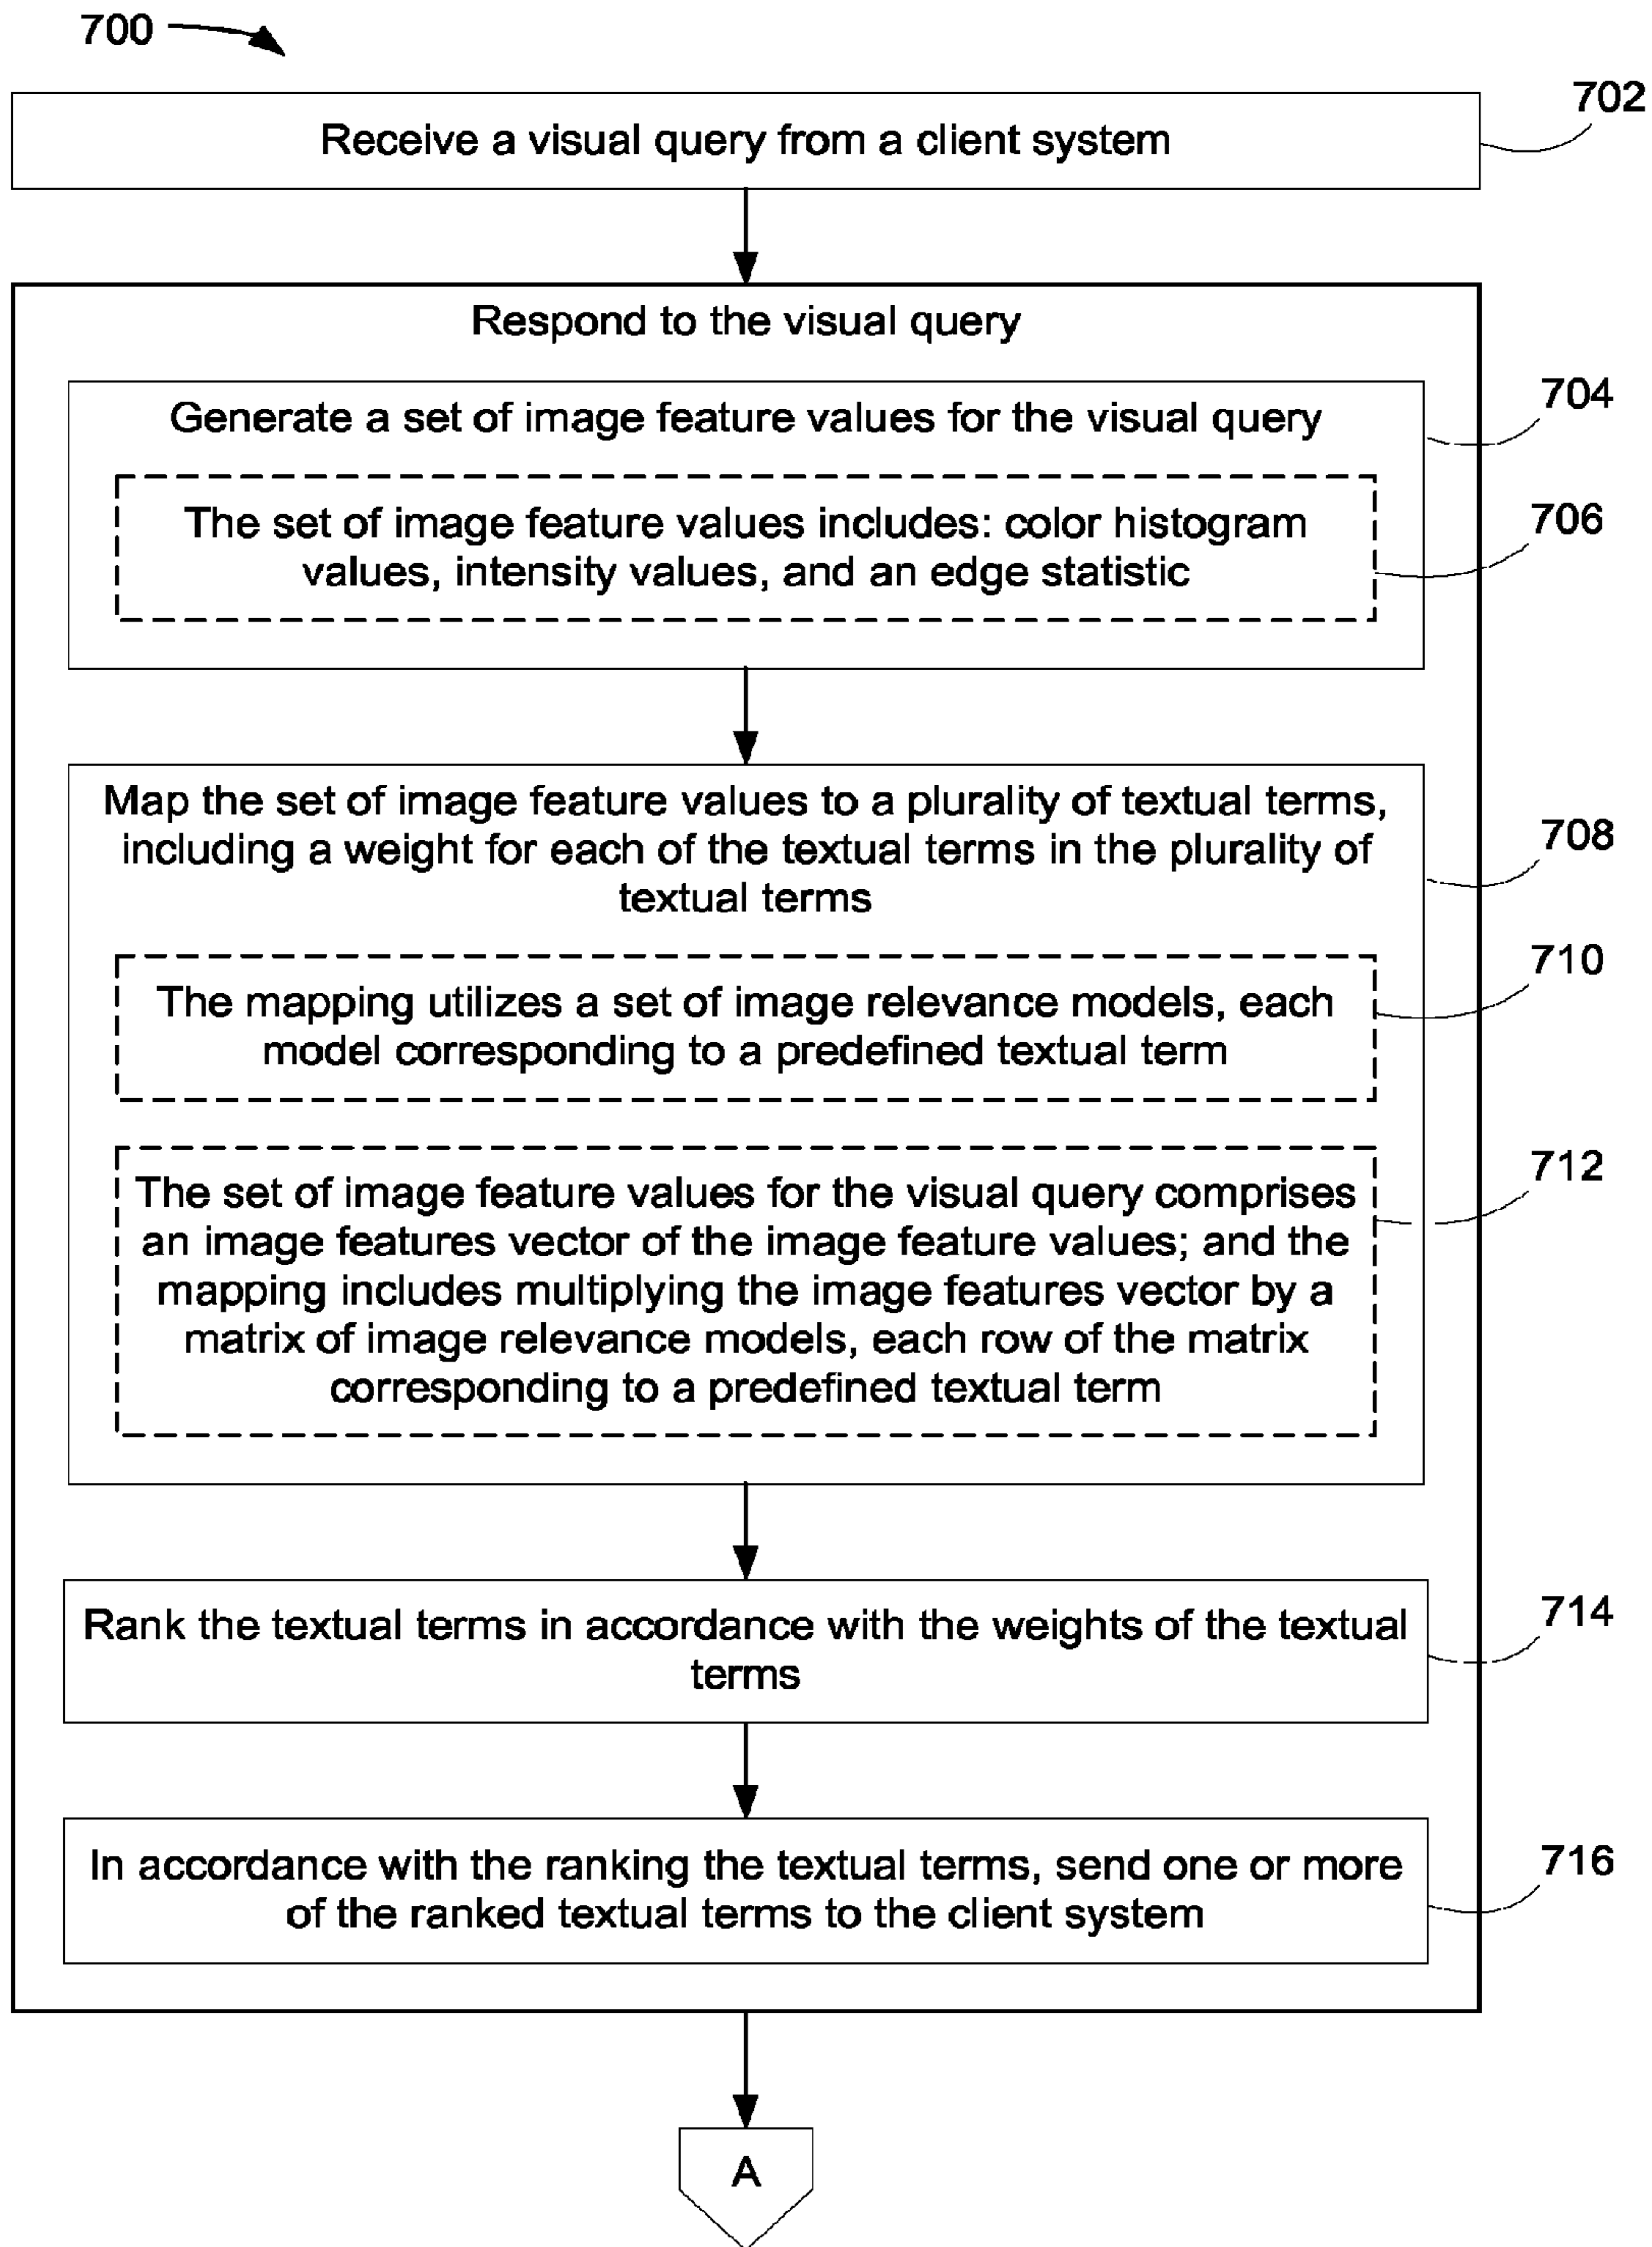 700
702
Receive a visual query from a client system
Respond to the visual query
704
Generate a set of image feature values for the visual query
706
The set of image feature values includes: color histogram
values, intensity values, and an edge statistic
708
Map the set of image feature values to a plurality of textual terms,
including a weight for each of the textual terms in the plurality of
textual terms
710
The mapping utilizes a set of image relevance models, each
model corresponding to a predefined textual term
712
The set of image feature values for the visual query comprises
an image features vector of the image feature values; and the
mapping includes multiplying the image features vector by a
matrix of image relevance models, each row of the matrix
corresponding to a predefined textual term
714
Rank the textual terms in accordance with the weights of the textual
terms
716
In accordance with the ranking the textual terms, send one or more
of the ranked textual terms to the client system
A